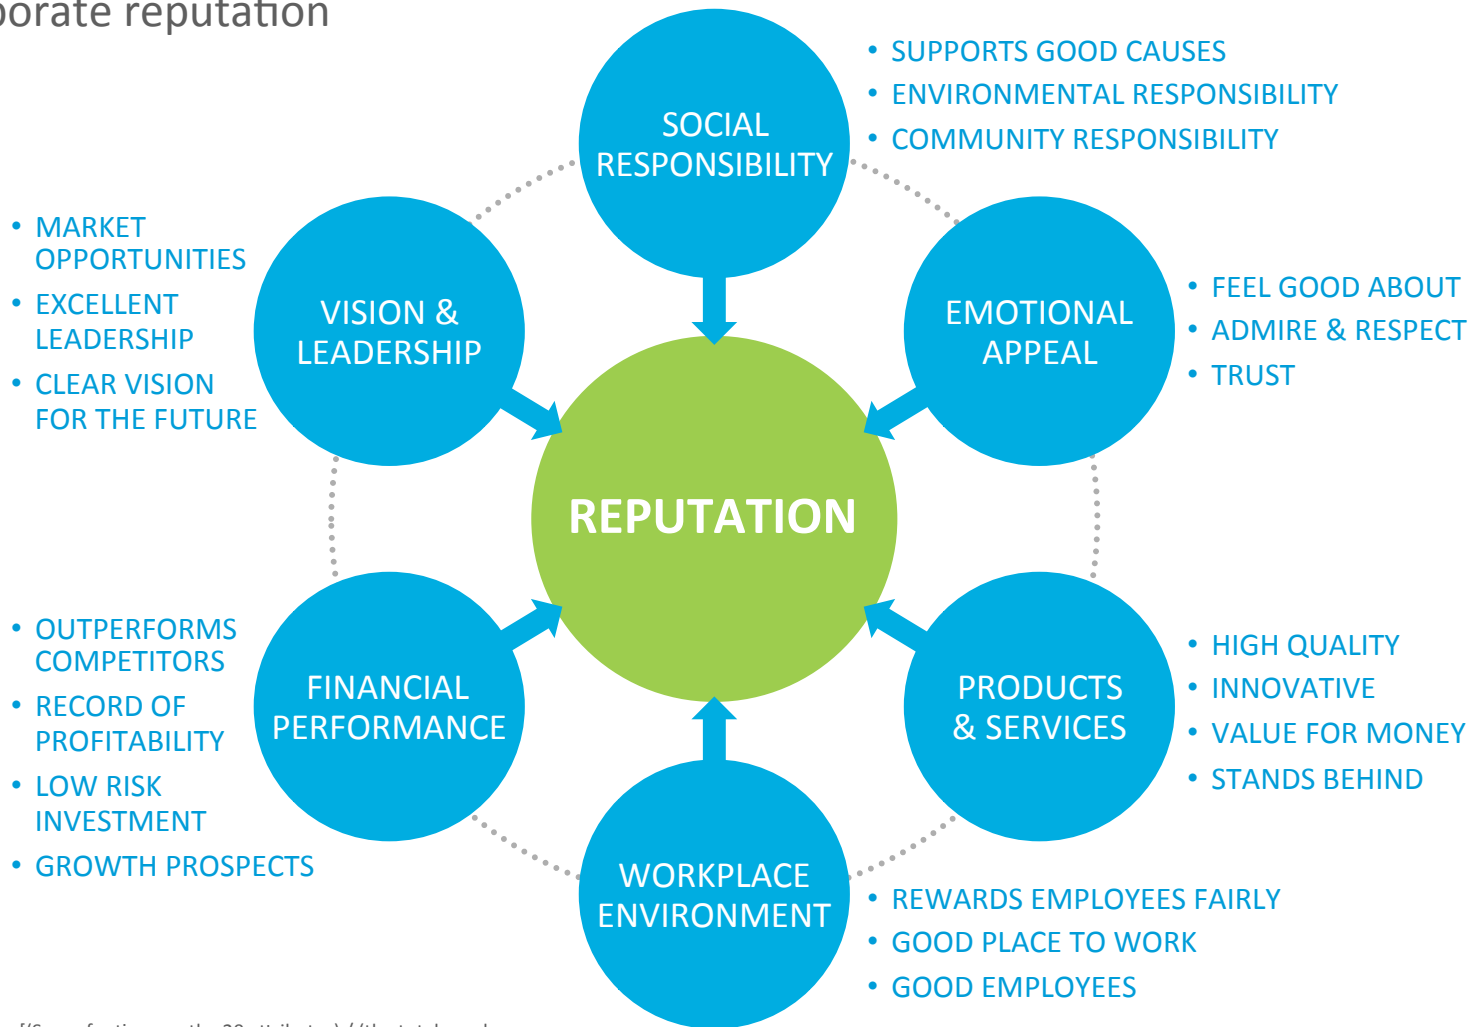 porate reputation
SOCIAL
RESPONSIBILITY
• SUPPORTS GOOD CAUSES
• ENVIRONMENTAL RESPONSIBILITY
• COMMUNITY RESPONSIBILITY
EMOTIONAL
APPEAL
• FEEL GOOD ABOUT
• ADMIRE & RESPECT
• TRUST
PRODUCTS
& SERVICES
• HIGH QUALITY
• INNOVATIVE
• VALUE FOR MONEY
• STANDS BEHIND
WORKPLACE
ENVIRONMENT
• REWARDS EMPLOYEES FAIRLY
• GOOD PLACE TO WORK
• GOOD EMPLOYEES
FINANCIAL
PERFORMANCE
• OUTPERFORMS
COMPETITORS
• RECORD OF
PROFITABILITY
• LOW RISK
INVESTMENT
• GROWTH PROSPECTS
VISION &
LEADERSHIP
• MARKET
OPPORTUNITIES
• EXCELLENT
LEADERSHIP
• CLEAR VISION
FOR THE FUTURE
REPUTATION